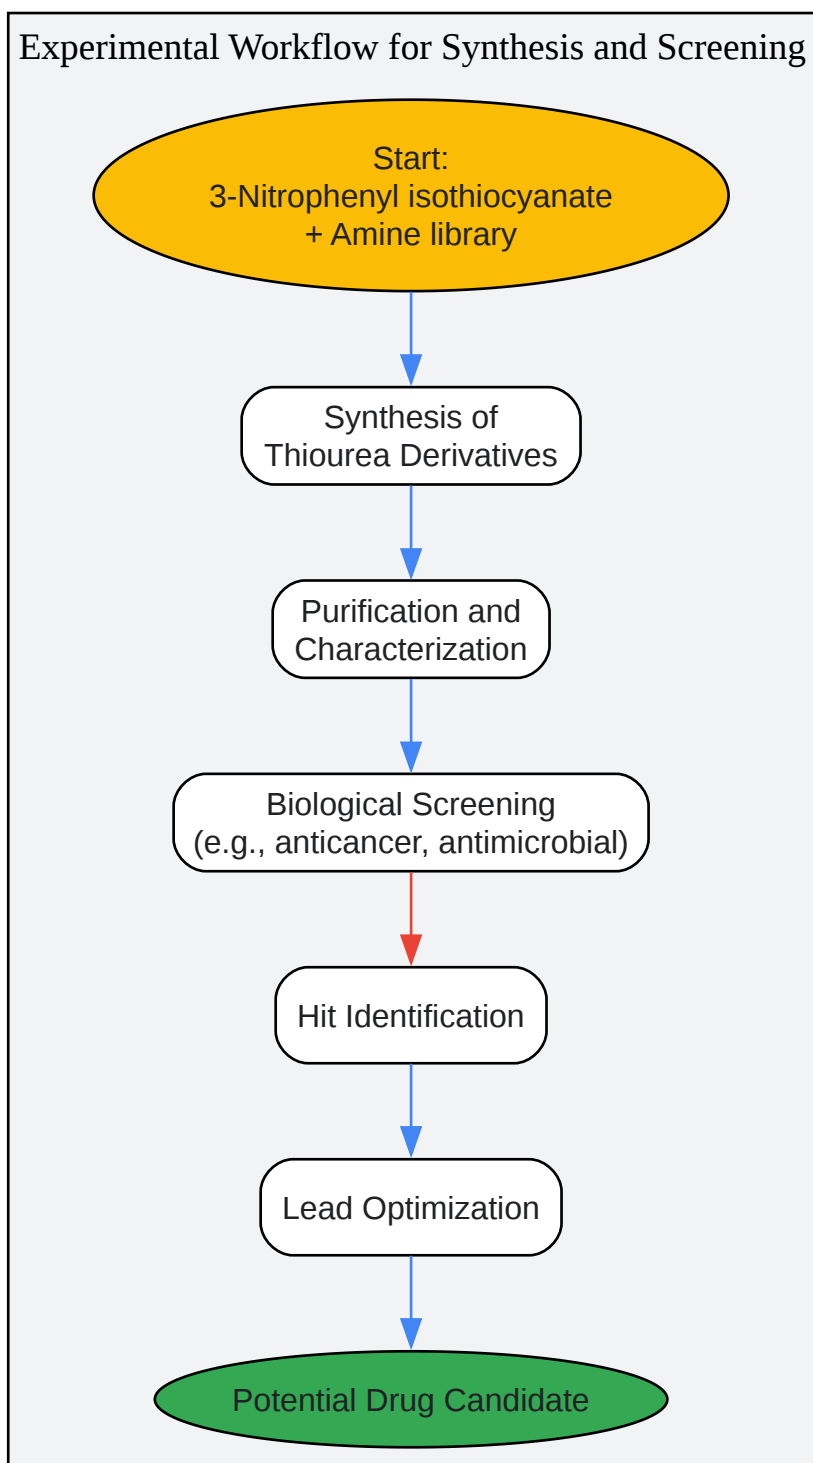 Experimental Workflow for Synthesis and Screening
Start:
3-Nitrophenyl isothiocyanate
+ Amine library
Synthesis of
Thiourea Derivatives
Purification and
Characterization
Biological Screening
(e.g., anticancer, antimicrobial)
Hit Identification
Lead Optimization
Potential Drug Candidate